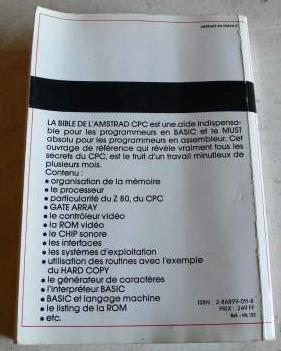 IMPRIMÉ EN FRANCE
LA BIBLE DE L'AMSTRAD CPC est une aide indispensa-
ble pour les programmeurs en BASIC et le MUST
absolu pour les programmeurs en assembleur. Cet
ouvrage de référence qui révèle vraiment tous les
secrets du CPC, est le fruit d'un travail minulleux de
plusieurs mois.
Contenu :
• organisation de la mémoire
• le processeur
• particularité du Z 80, du CPC
• GATE ARRAY
• le contrôleur vidéo
• la ROM vidéo
• le CHIP sonore
• les interfaces
• les systèmes d'exploitation
• utilisation des routines avec l'exemple
du HARD COPY
• le générateur de caractères
• l'interpréteur BASIC
• BASIC et langage machine
• le listing de la ROM
• etc.
ISBN : 2-86899-011-8
PRIX : 249 FF
Réf. : ML 122